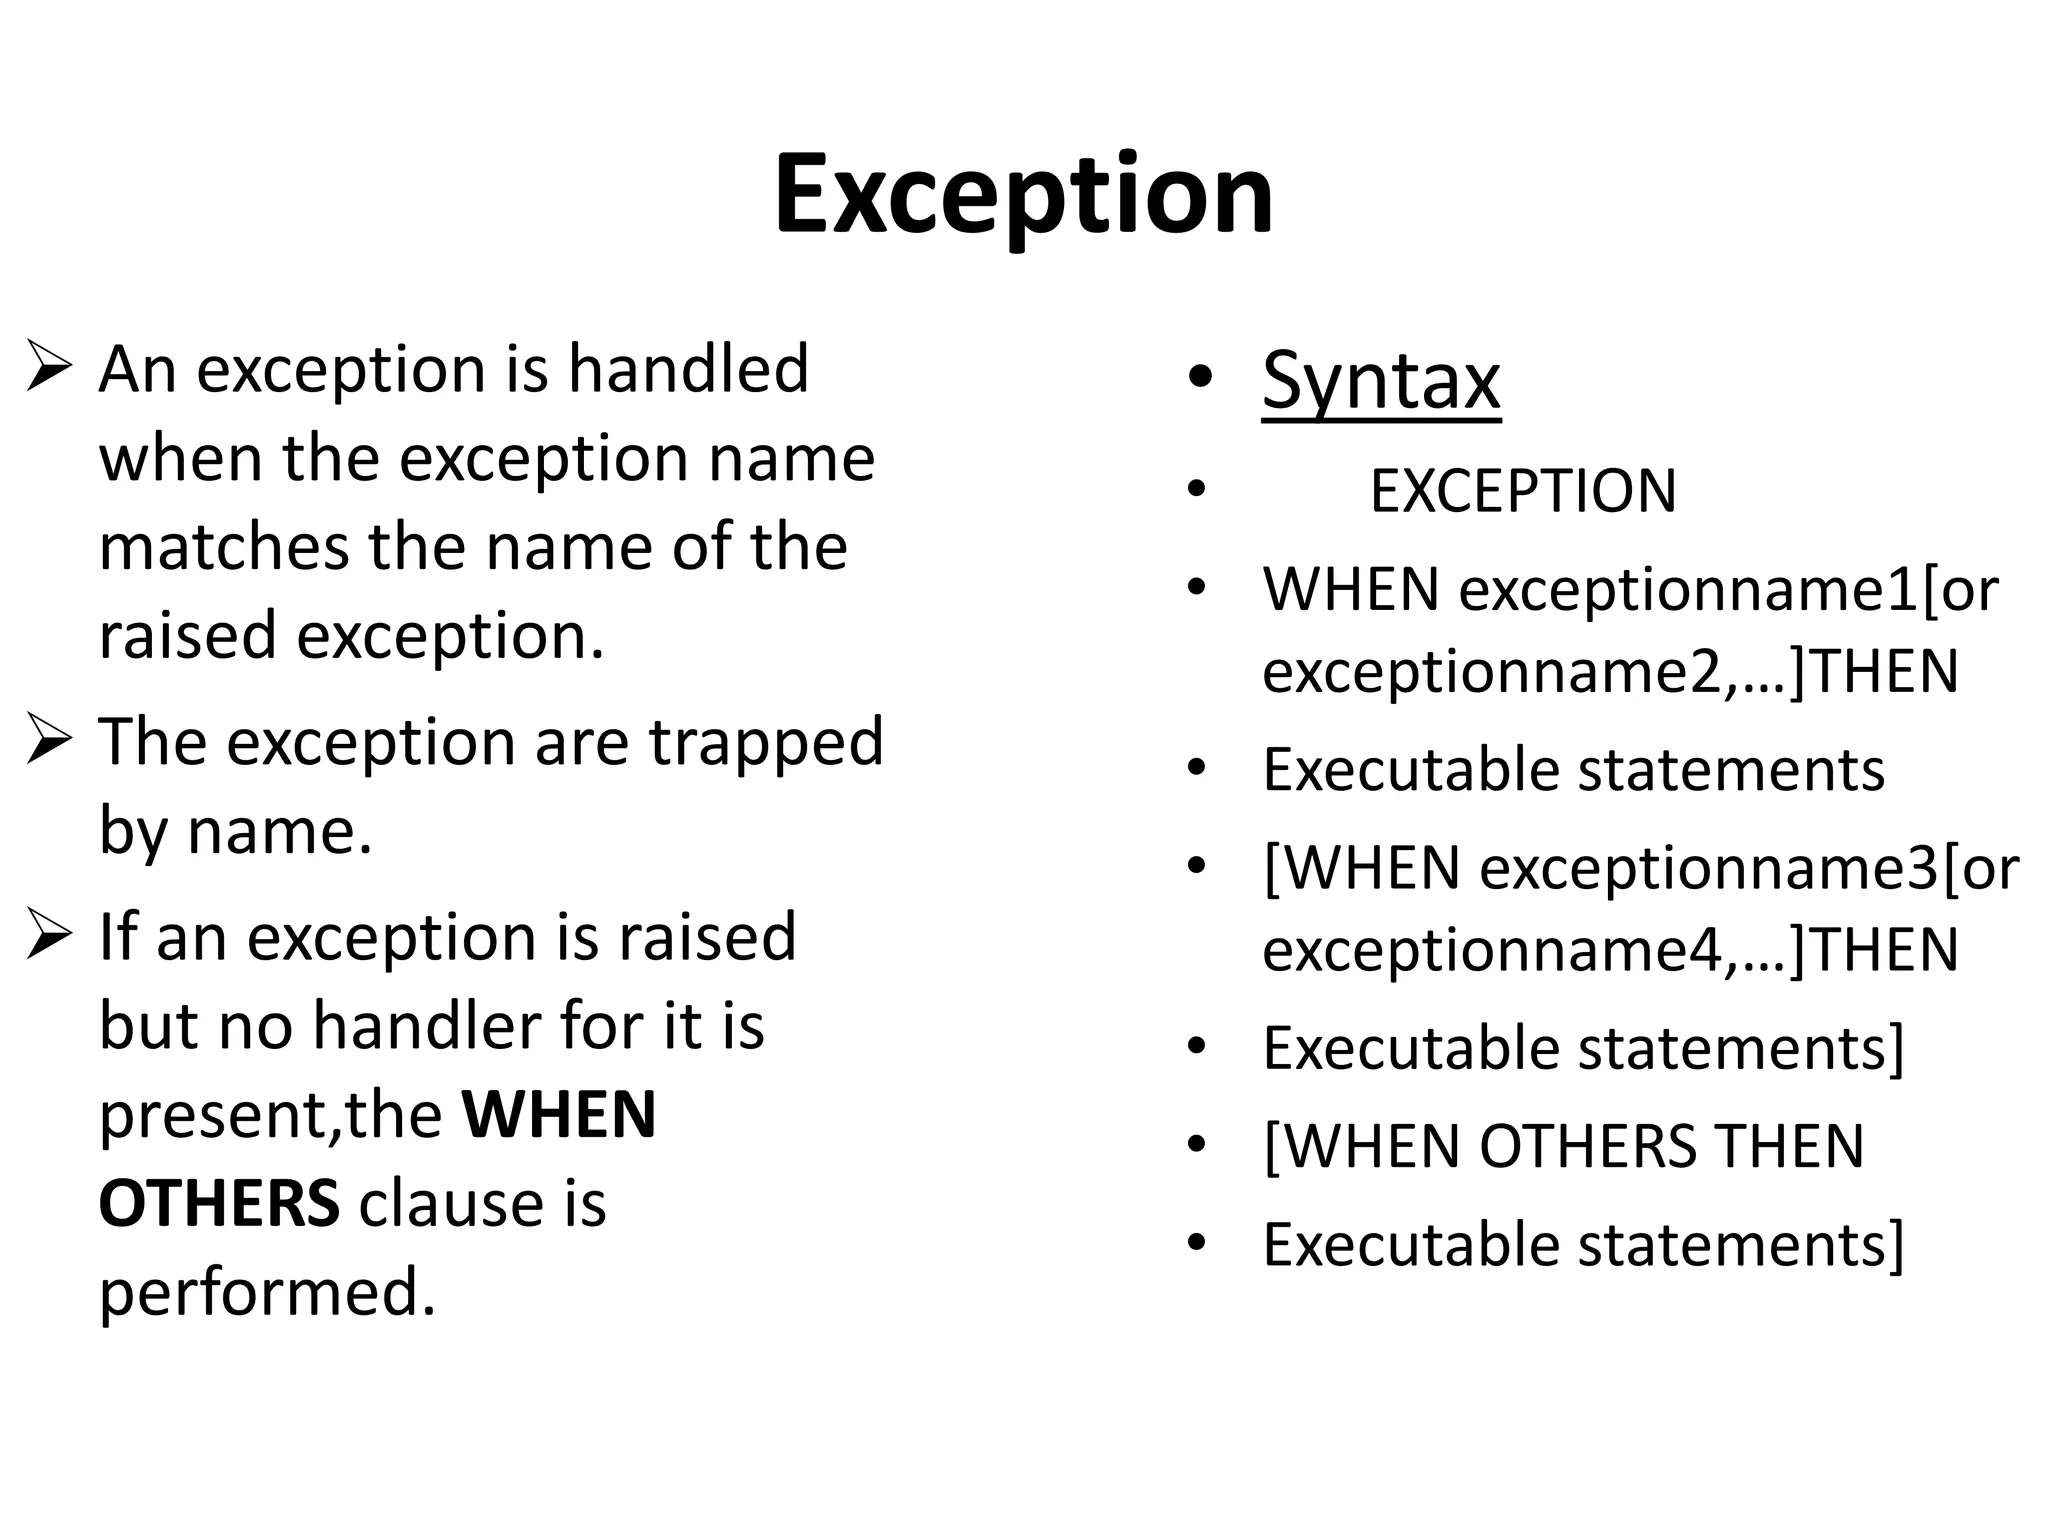 Exception
➢ An exception is handled
when the exception name
matches the name of the
raised exception.
➢ The exception are trapped
by name.
➢ If an exception is raised
but no handler for it is
present,the WHEN
OTHERS clause is
performed.
• Syntax
• EXCEPTION
• WHEN exceptionname1[or
exceptionname2,…]THEN
• Executable statements
• [WHEN exceptionname3[or
exceptionname4,…]THEN
• Executable statements]
• [WHEN OTHERS THEN
• Executable statements]